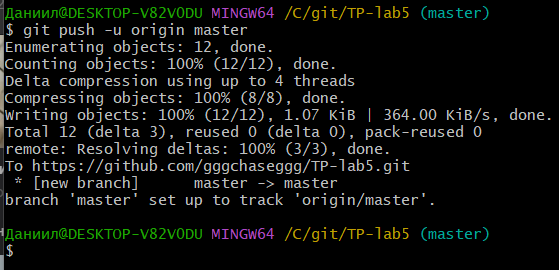 Даниил@DESKTOP-V82VODU MINGW64 /C/git/TP-lab5 (master)
$ git push -u origin master
Enumerating objects: 12, done.
Counting objects: 100% (12/12), done.
Delta compression using up to 4 threads
Compressing objects: 100% (8/8), done.
Writing objects: 100% (12/12), 1.07 KiB | 364.00 KiB/s, done.
Total 12 (delta 3), reused 0 (delta 0), pack-reused 0
remote: Resolving deltas: 100% (3/3), done.
To https://github.com/gggchaseggg/TP-lab5.git
 * [new branch]      master -> master
branch 'master' set up to track 'origin/master'.

Даниил@DESKTOP-V82VODU MINGW64 /C/git/TP-lab5 (master)
$